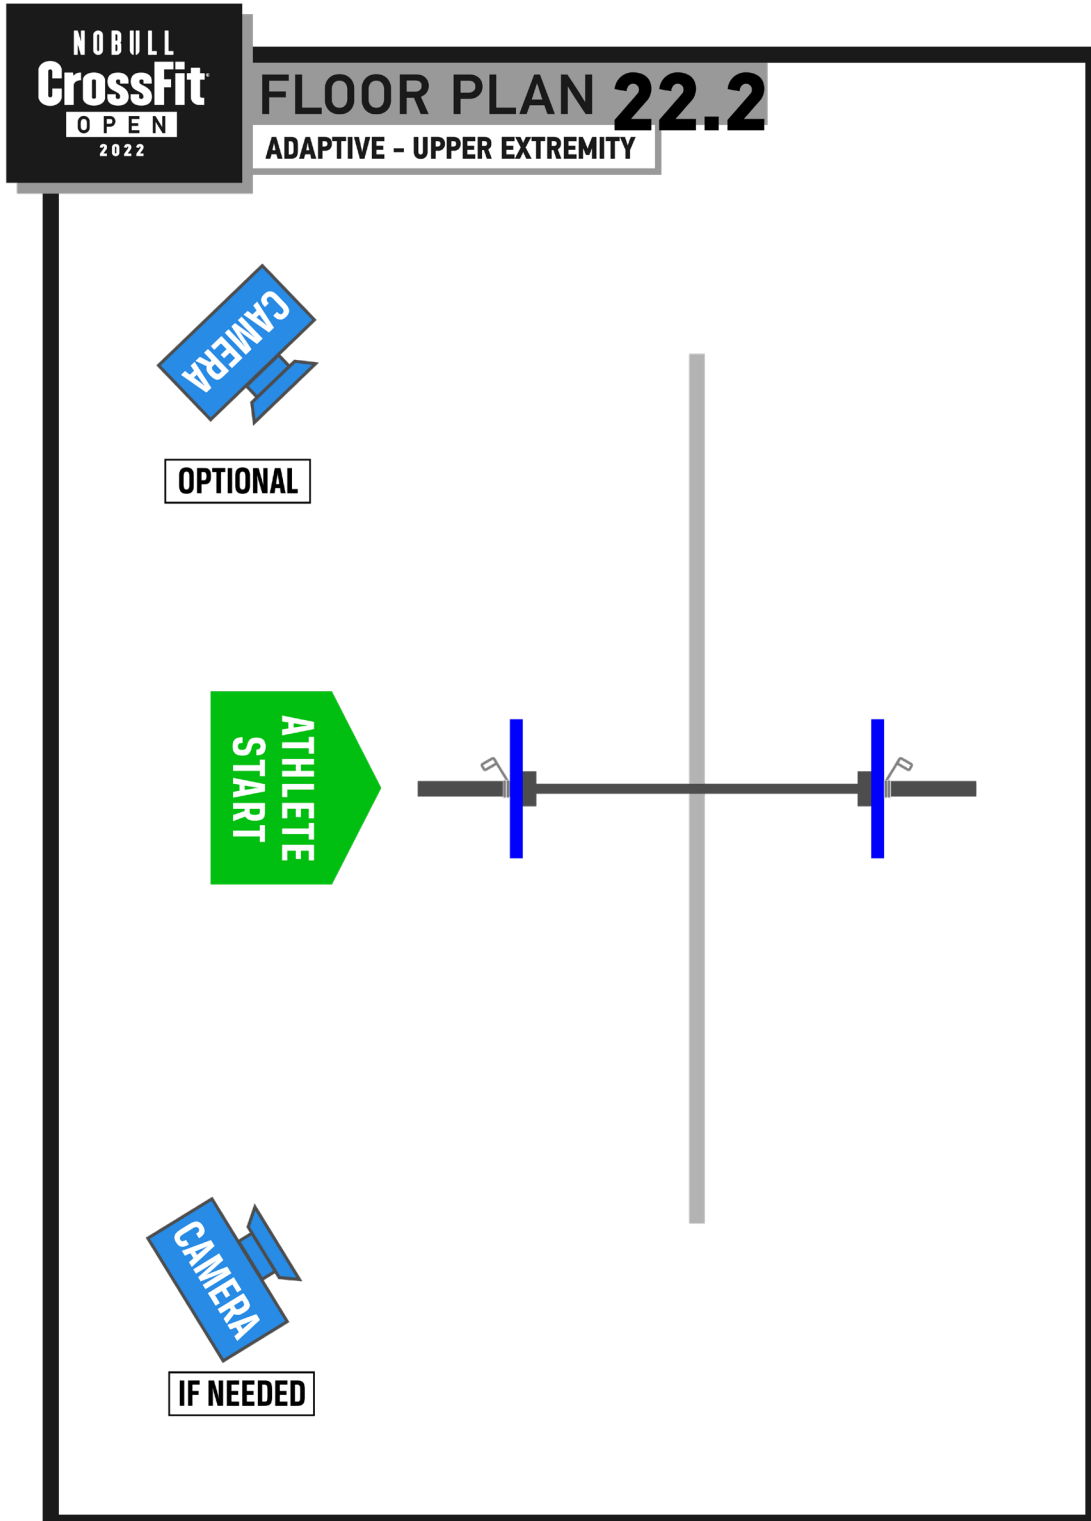 NOBULL
CrossFit
OPEN
2022
FLOOR PLAN 22.2
ADAPTIVE - UPPER EXTREMITY
CAMERA
OPTIONAL
ATHLETE
START
CAMERA
IF NEEDED